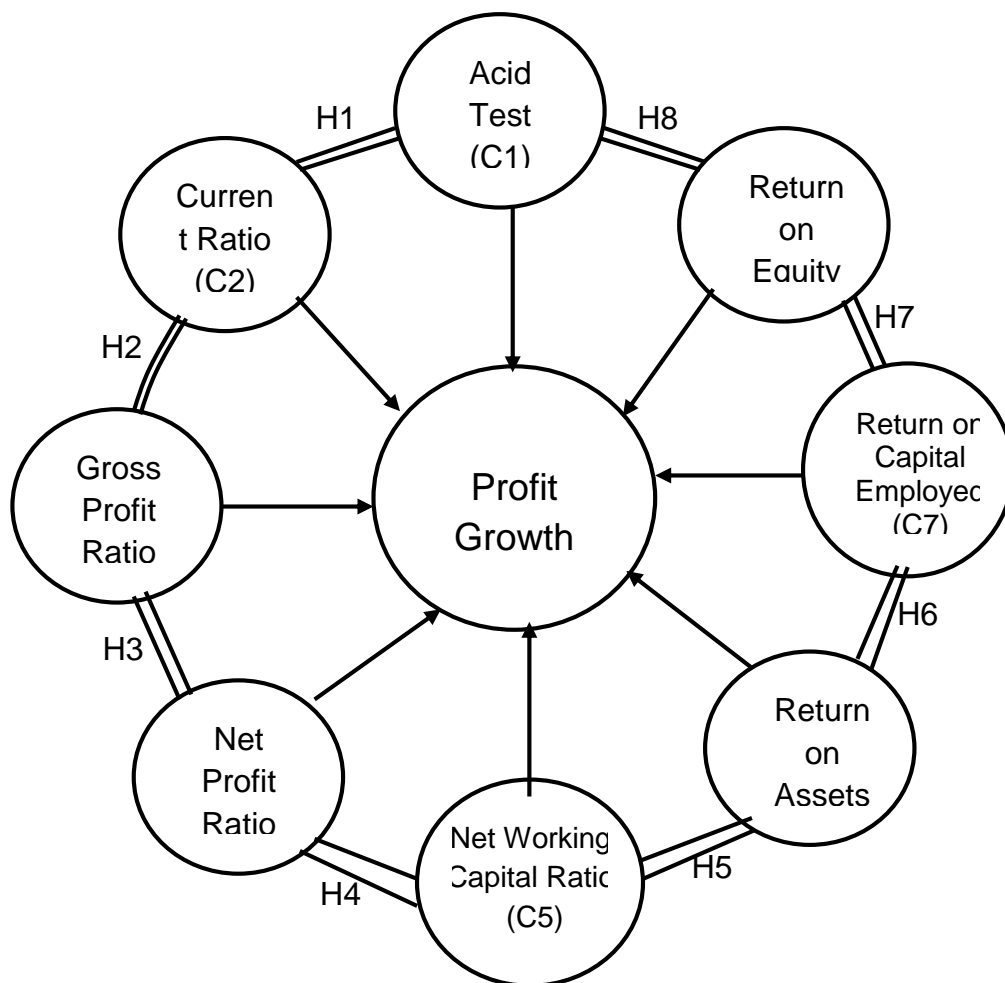 Acid
Test
(C1)
H1
H8
Curren
t Ratio
(C2)
Return
on
Equity
H2
H7
Gross
Profit
Ratio
Profit
Growth
Return on
Capital
Employed
(C7)
H3
H6
Net
Profit
Ratio
Return
on
Assets
Net Working
Capital Ratio
(C5)
H4
H5